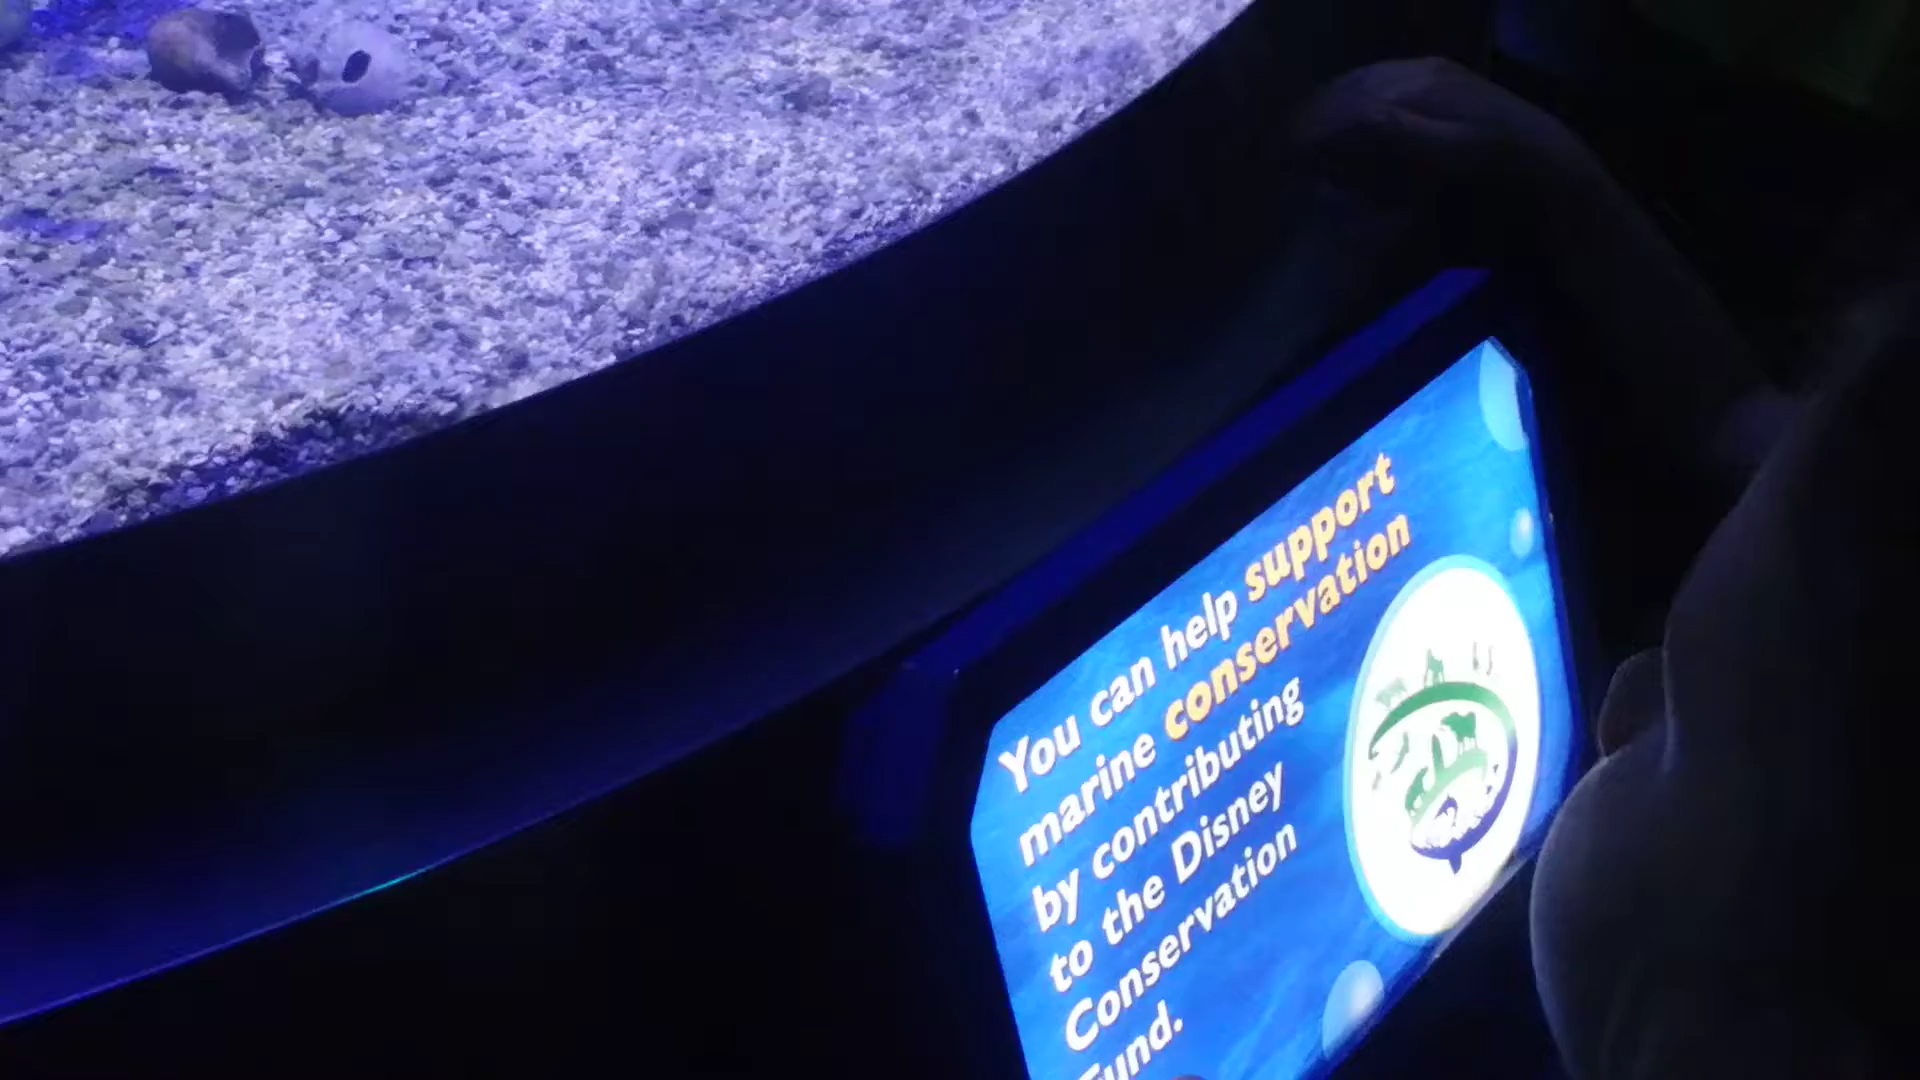 You can help support
marine conservation
by contributing
to the Disney
Conservation
Fund.